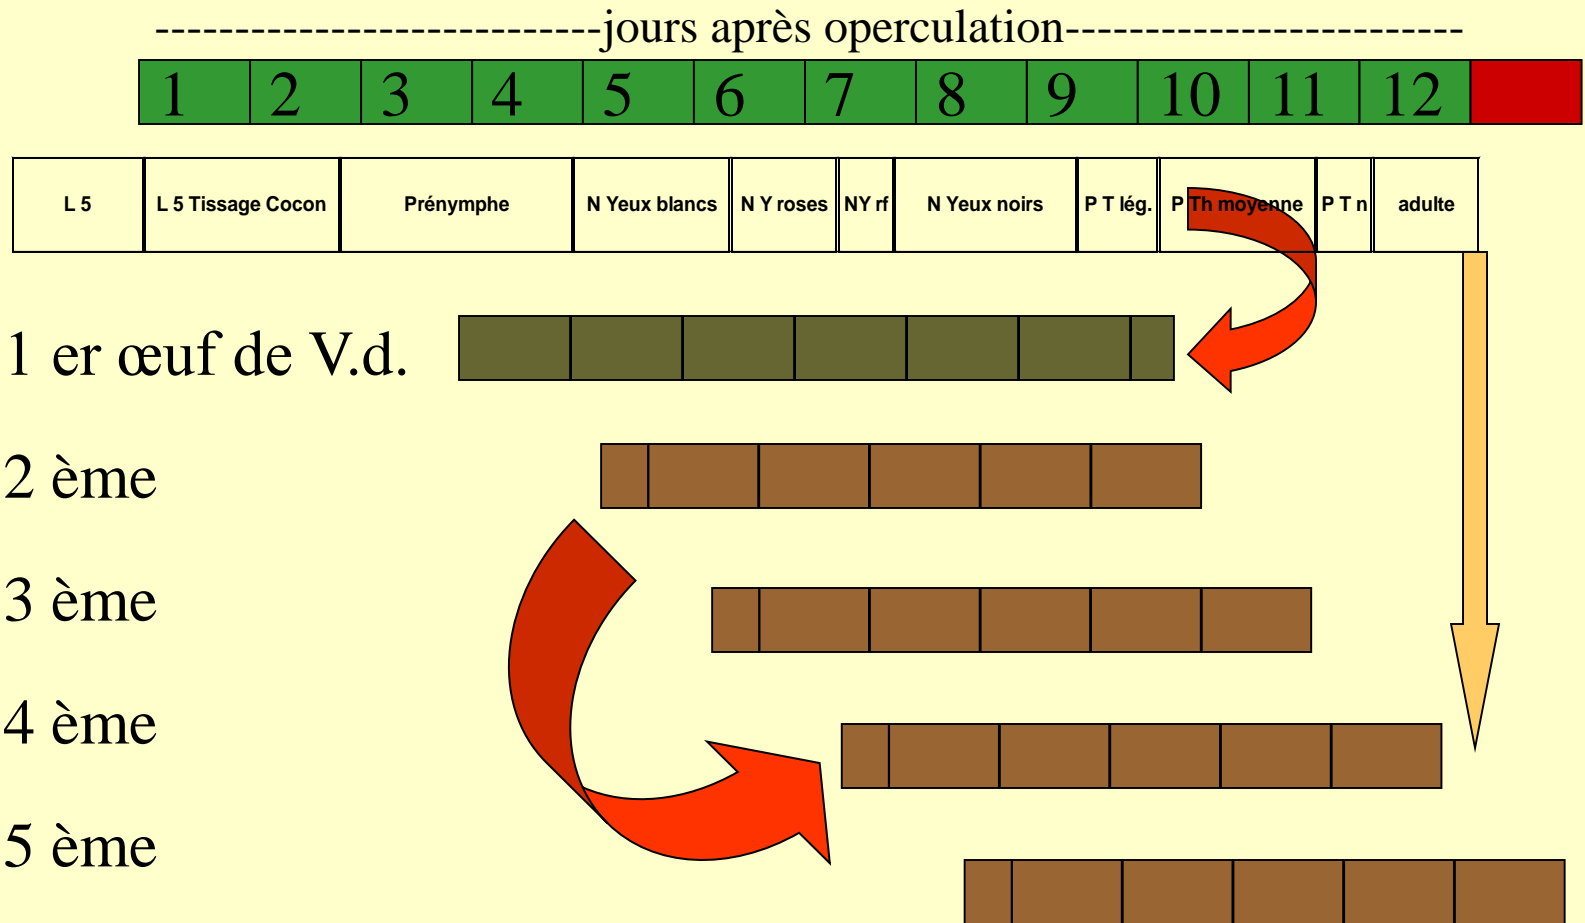 ----------------------------jours après operculation-------------------------
1 2 3 4 5 6 7 8 9 10 11 12
L 5 L 5 Tissage Cocon Prénymphe N Yeux blancs N Y roses NY rf N Yeux noirs P T lég. P Th moyenne P T n adulte
1 er œuf de V.d.
2 ème
3 ème
4 ème
5 ème